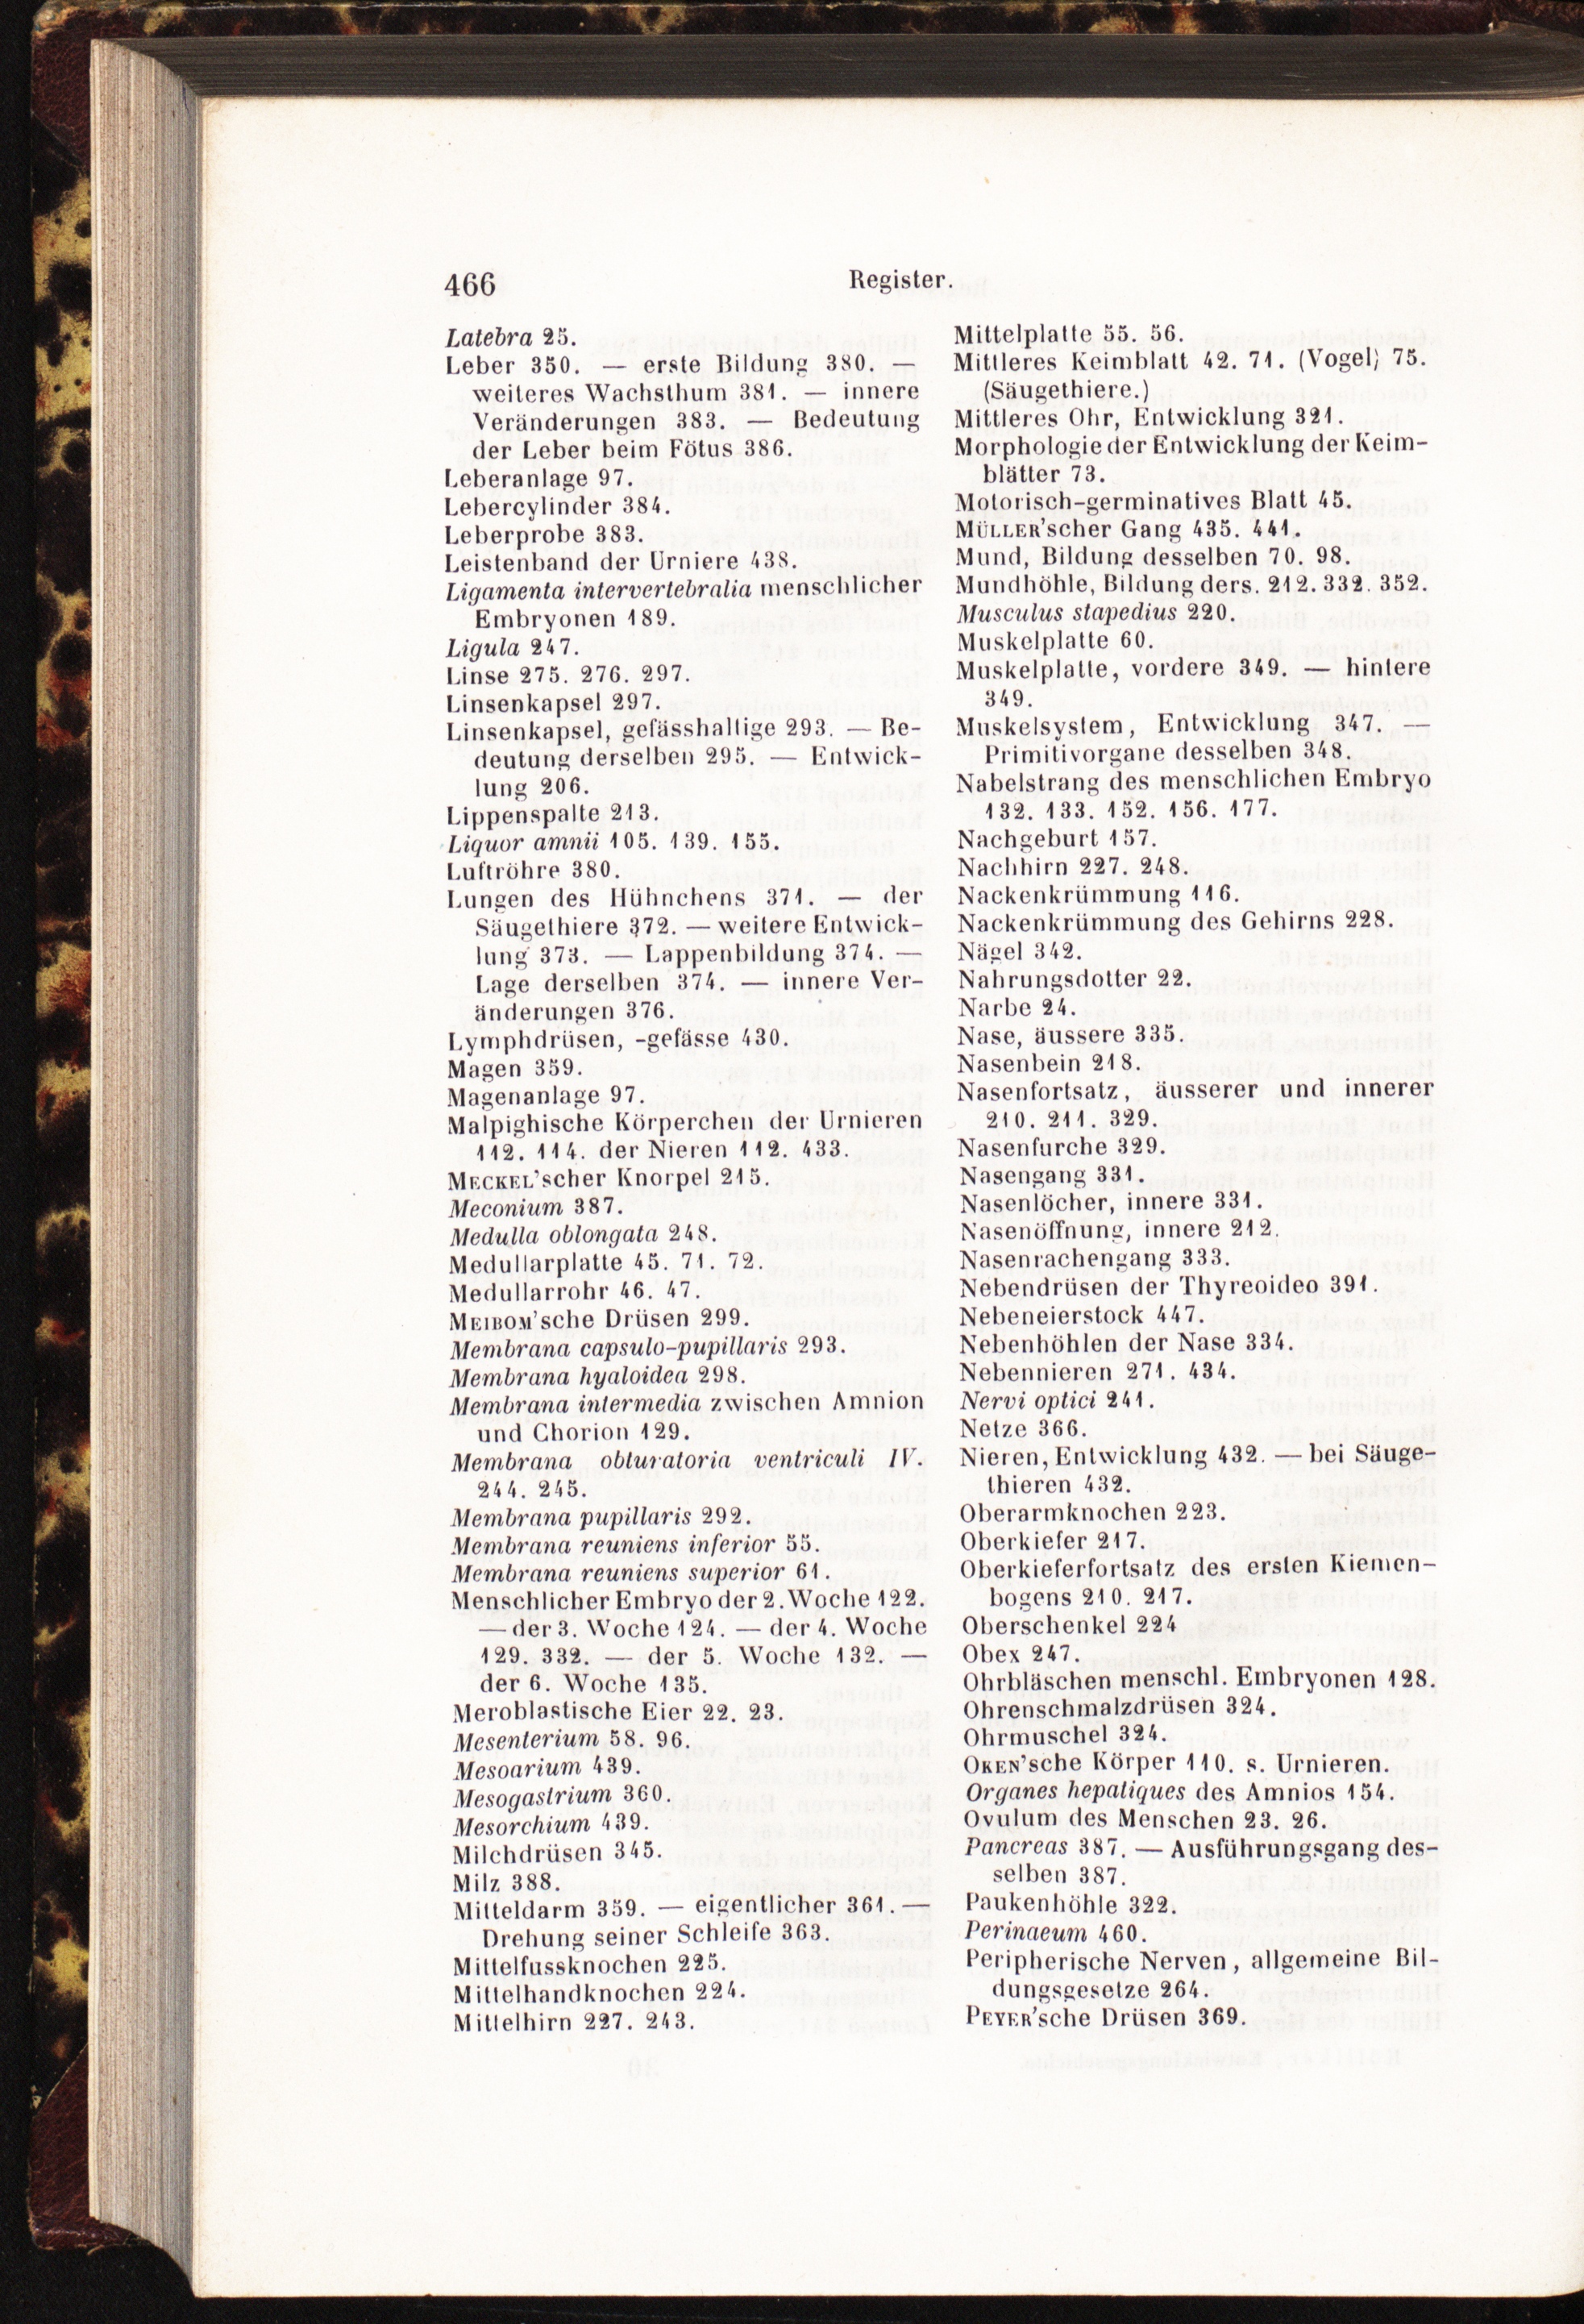 466
Register.
Latebra 25.
Leber 350. — erste Bildung 380. —
weiteres Wachsthum 381. — innere
Veränderungen 383. — Bedeutung
der Leber beim Fötus 386.
Leberanlage 97.
Lebercylinder 384.
Leberprobe 383.
Leistenband der Urniere 438.
Ligamenta intervertebralia menschlicher
Embryonen 189.
Ligula 247.
Linse 275. 276. 297.
Linsenkapsel 297.
Linsenkapsel, gefässhaltige 293. — Be-
deutung derselben 295. — Entwick-
lung 206.
Lippenspalte 213.
Liquor amnii 105. 139. 155.
Luftröhre 380.
Lungen des Hühnchens 371. — der
Säugethiere 372. — weitere Entwick-
lung 373. — Lappenbildung 374. —
Lage derselben 374. — innere Ver-
änderungen 376.
Lymphdrüsen, -gefässe 430.
Magen 359.
Magenanlage 97.
Malpighische Körperchen der Urnieren
112. 114. der Nieren 112. 433.
MECKEL'scher Knorpel 215.
Meconium 387.
Medulla oblongata 248.
Medullarplatte 45. 71. 72.
Medullarrohr 46. 47.
MEIBOM'sche Drüsen 299.
Membrana capsulo-pupillaris 293.
Membrana hyaloidea 298.
Membrana intermedia zwischen Amnion
und Chorion 129.
Membrana obturatoria ventriculi IV.
244. 245.
Membrana pupillaris 292.
Membrana reuniens inferior 55.
Membrana reuniens superior 61.
Menschlicher Embryo der 2. Woche 122.
— der 3. Woche 124. — der 4. Woche
129. 332. — der 5. Woche 132. —
der 6. Woche 135.
Meroblastische Eier 22. 23.
Mesenterium 58. 96.
Mesoarium 439.
Mesogastrium 360.
Mesorchium 439.
Milchdrüsen 345.
Milz 388.
Mitteldarm 359. — eigentlicher 361. —
Drehung seiner Schleife 363.
Mittelfussknochen 225.
Mittelhandknochen 224.
Mittelhirn 227. 243.
Mittelplatte 55. 56.
Mittleres Keimblatt 42. 71. (Vogel) 75.
(Säugethiere.)
Mittleres Ohr, Entwicklung 321.
Morphologie der Entwicklung der Keim-
blätter 73.
Motorisch-germinatives Blatt 45.
MÜLLER'scher Gang 435. 441.
Mund, Bildung desselben 70. 98.
Mundhöhle, Bildung ders. 212. 332. 352.
Musculus stapedius 220.
Muskelplatte 60.
Muskelplatte, vordere 349. — hintere
349.
Muskelsystem, Entwicklung 347. —
Primitivorgane desselben 348.
Nabelstrang des menschlichen Embryo
132. 133. 152. 156. 177.
Nachgeburt 157.
Nachhirn 227. 248.
Nackenkrümmung 116.
Nackenkrümmung des Gehirns 228.
Nägel 342.
Nahrungsdotter 22.
Narbe 24.
Nase, äussere 335.
Nasenbein 218.
Nasenfortsatz, äusserer und innerer
210. 211. 329.
Nasenfurche 329.
Nasengang 331.
Nasenlöcher, innere 331.
Nasenöffnung, innere 212.
Nasenrachengang 333.
Nebendrüsen der Thyreoideo 391.
Nebeneierstock 447.
Nebenhöhlen der Nase 334.
Nebennieren 271. 434.
Nervi optici 241.
Netze 366.
Nieren, Entwicklung 432. — bei Säuge-
thieren 432.
Oberarmknochen 223.
Oberkiefer 217.
Oberkieferfortsatz des ersten Kiemen-
bogens 210. 217.
Oberschenkel 224
Obex 247.
Ohrbläschen menschl. Embryonen 128.
Ohrenschmalzdrüsen 324.
Ohrmuschel 324.
OKEN'sche Körper 110. s. Urnieren.
Organes hepatiques des Amnios 154.
Ovulum des Menschen 23. 26.
Pancreas 387. — Ausführungsgang des-
selben 387.
Paukenhöhle 322.
Perinaeum 460.
Peripherische Nerven, allgemeine Bil-
dungsgesetze 264.
PEYER'sche Drüsen 369.